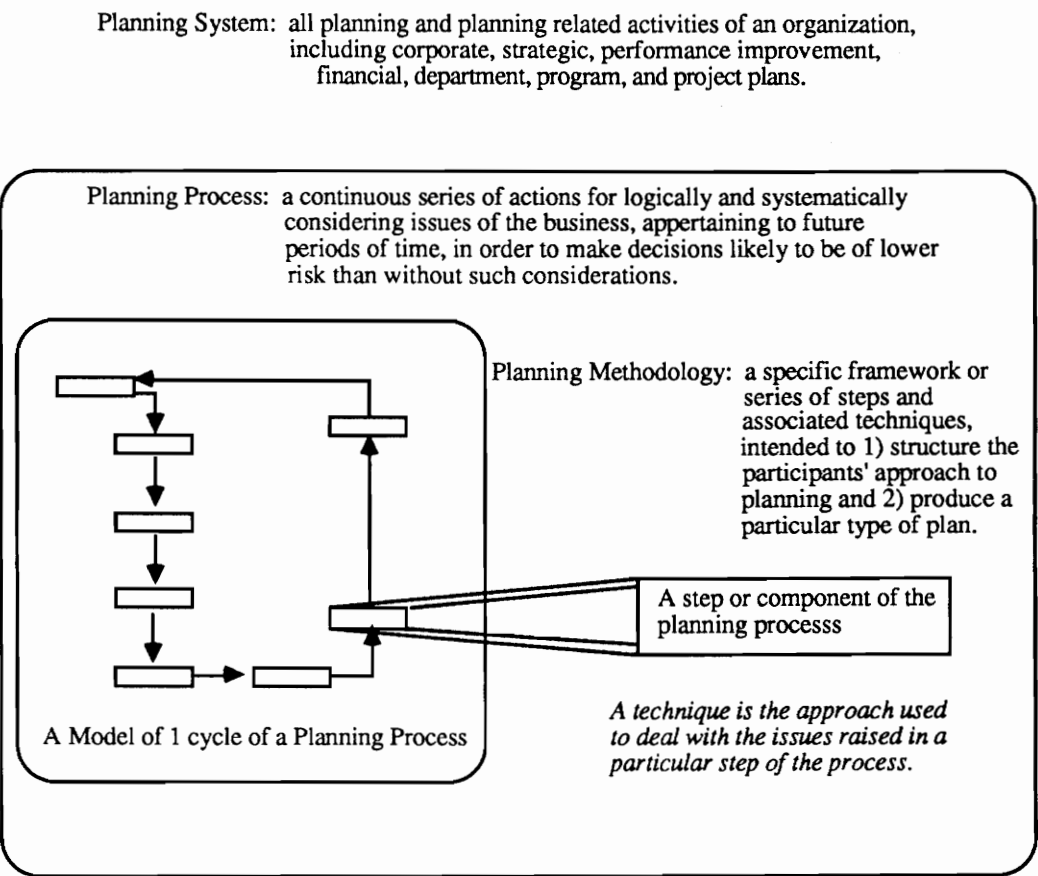 Planning System: all planning and planning related activities of an organization,
including corporate, strategic, performance improvement,
financial, department, program, and project plans.
Planning Process: a continuous series of actions for logically and systematically
considering issues of the business, appertaining to future
periods of time, in order to make decisions likely to be of lower
risk than without such considerations.
Planning Methodology: a specific framework or
series of steps and
associated techniques,
intended to 1) structure the
participants' approach to
planning and 2) produce a
particular type of plan.
A step or component of the
planning processs
A Model of 1 cycle of a Planning Process
A technique is the approach used
to deal with the issues raised in a
particular step of the process.